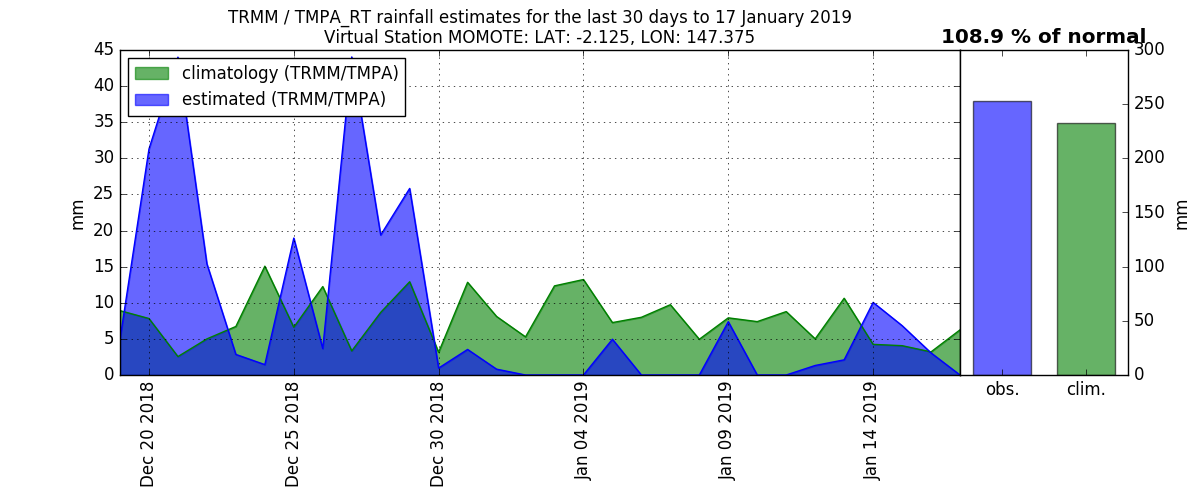 TRMM / TMPA_RT rainfall estimates for the last 30 days to 17 January 2019
Virtual Station MOMOTE: LAT: -2.125, LON: 147.375
108.9 % of normal
climatology (TRMM/TMPA)
estimated (TRMM/TMPA)
mm
45
40
35
30
25
20
15
10
5
0
Dec 20 2018
Dec 25 2018
Dec 30 2018
Jan 04 2019
Jan 09 2019
Jan 14 2019
300
250
200
150
100
50
0
mm
obs.
clim.